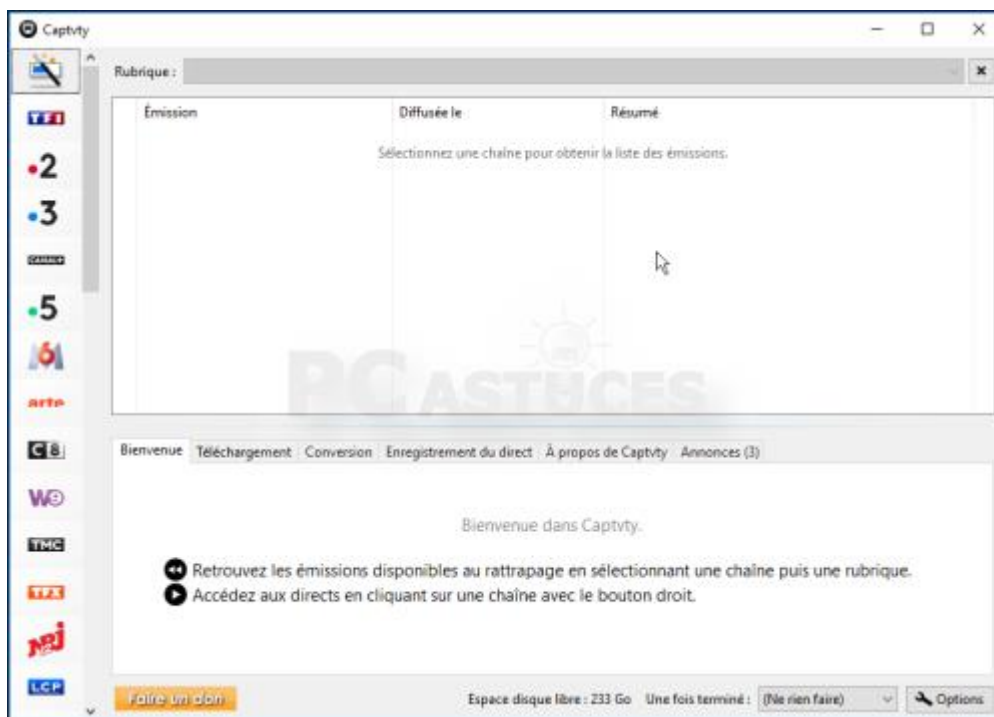 Captvty
Rubrique :
Émission Diffusée le Résumé
Sélectionnez une chaîne pour obtenir la liste des émissions.
TF1
2
3
CANAL+
5
M6
arte
C8
W9
TMC
TFX
NRJ12
LCP
PC ASTUCES
Bienvenue Téléchargement Conversion Enregistrement du direct À propos de Captvty Annonces (3)
Bienvenue dans Captvty.
Retrouvez les émissions disponibles au rattrapage en sélectionnant une chaîne puis une rubrique.
Accédez aux directs en cliquant sur une chaîne avec le bouton droit.
Faire un don Espace disque libre : 233 Go Une fois terminé : (Ne rien faire) Options